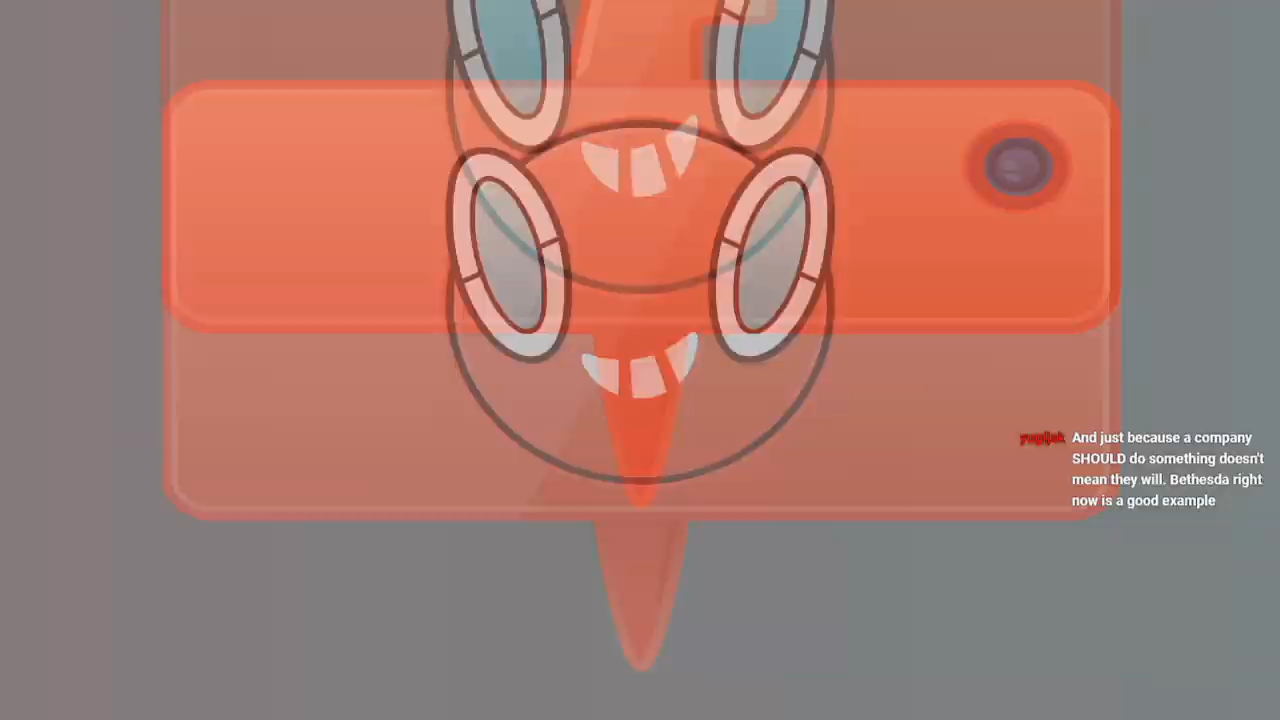 And just because a company
SHOULD do something doesn't
mean they will. Bethesda right
now is a good example